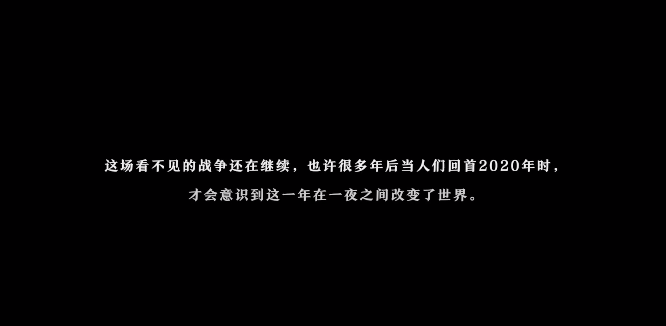 这场看不见的战争还在继续，也许很多年后当人们回首2020年时，
才会意识到这一年在一夜之间改变了世界。